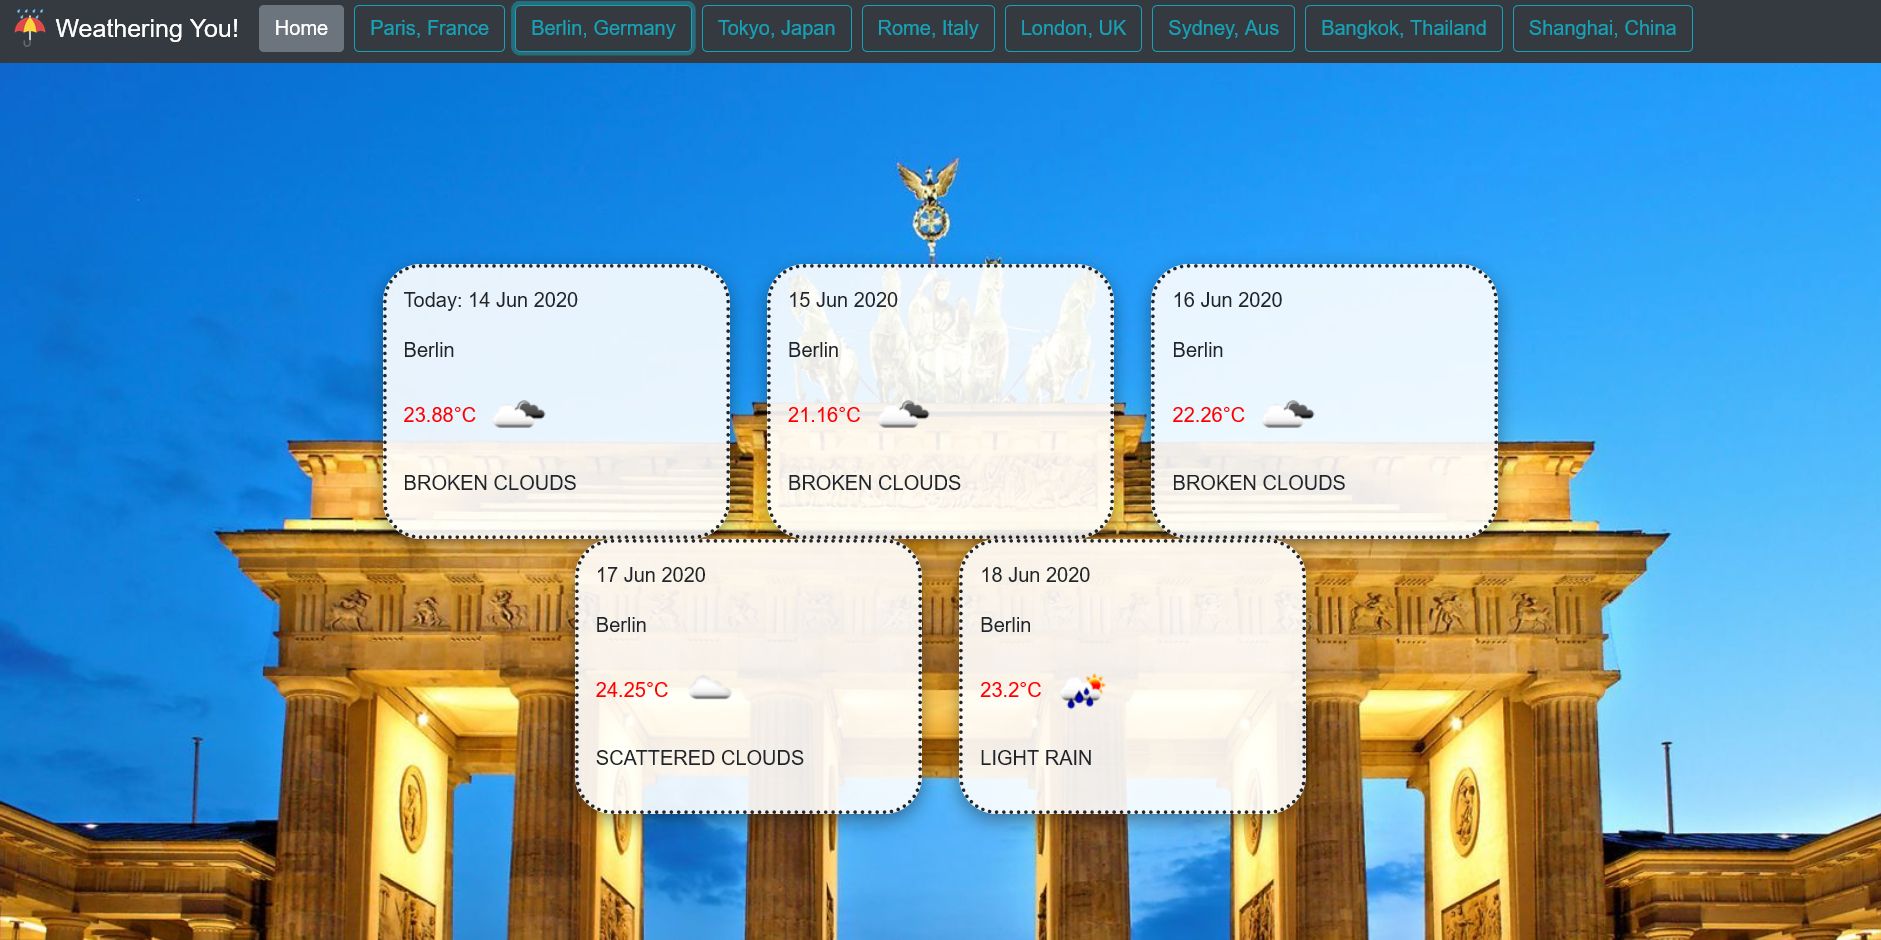 Weathering You! Home Paris, France Berlin, Germany Tokyo, Japan Rome, Italy London, UK Sydney, Aus Bangkok, Thailand Shanghai, China
Today: 14 Jun 2020
Berlin
23.88°C
BROKEN CLOUDS
15 Jun 2020
Berlin
21.16°C
BROKEN CLOUDS
16 Jun 2020
Berlin
22.26°C
BROKEN CLOUDS
17 Jun 2020
Berlin
24.25°C
SCATTERED CLOUDS
18 Jun 2020
Berlin
23.2°C
LIGHT RAIN